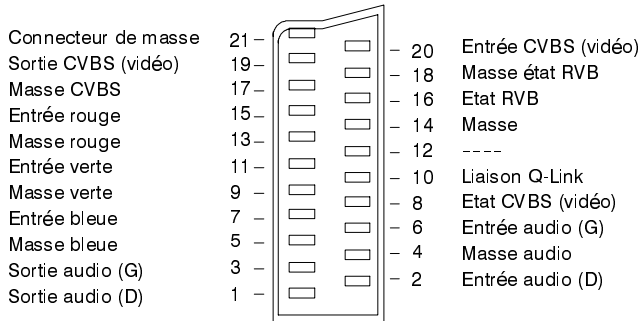 Connecteur de masse 21
Sortie CVBS (vidéo) 19
Masse CVBS 17
Entrée rouge 15
Masse rouge 13
Entrée verte 11
Masse verte 9
Entrée bleue 7
Masse bleue 5
Sortie audio (G) 3
Sortie audio (D) 1
20 Entrée CVBS (vidéo)
18 Masse état RVB
16 Etat RVB
14 Masse
12 ----
10 Liaison Q-Link
8 Etat CVBS (vidéo)
6 Entrée audio (G)
4 Masse audio
2 Entrée audio (D)